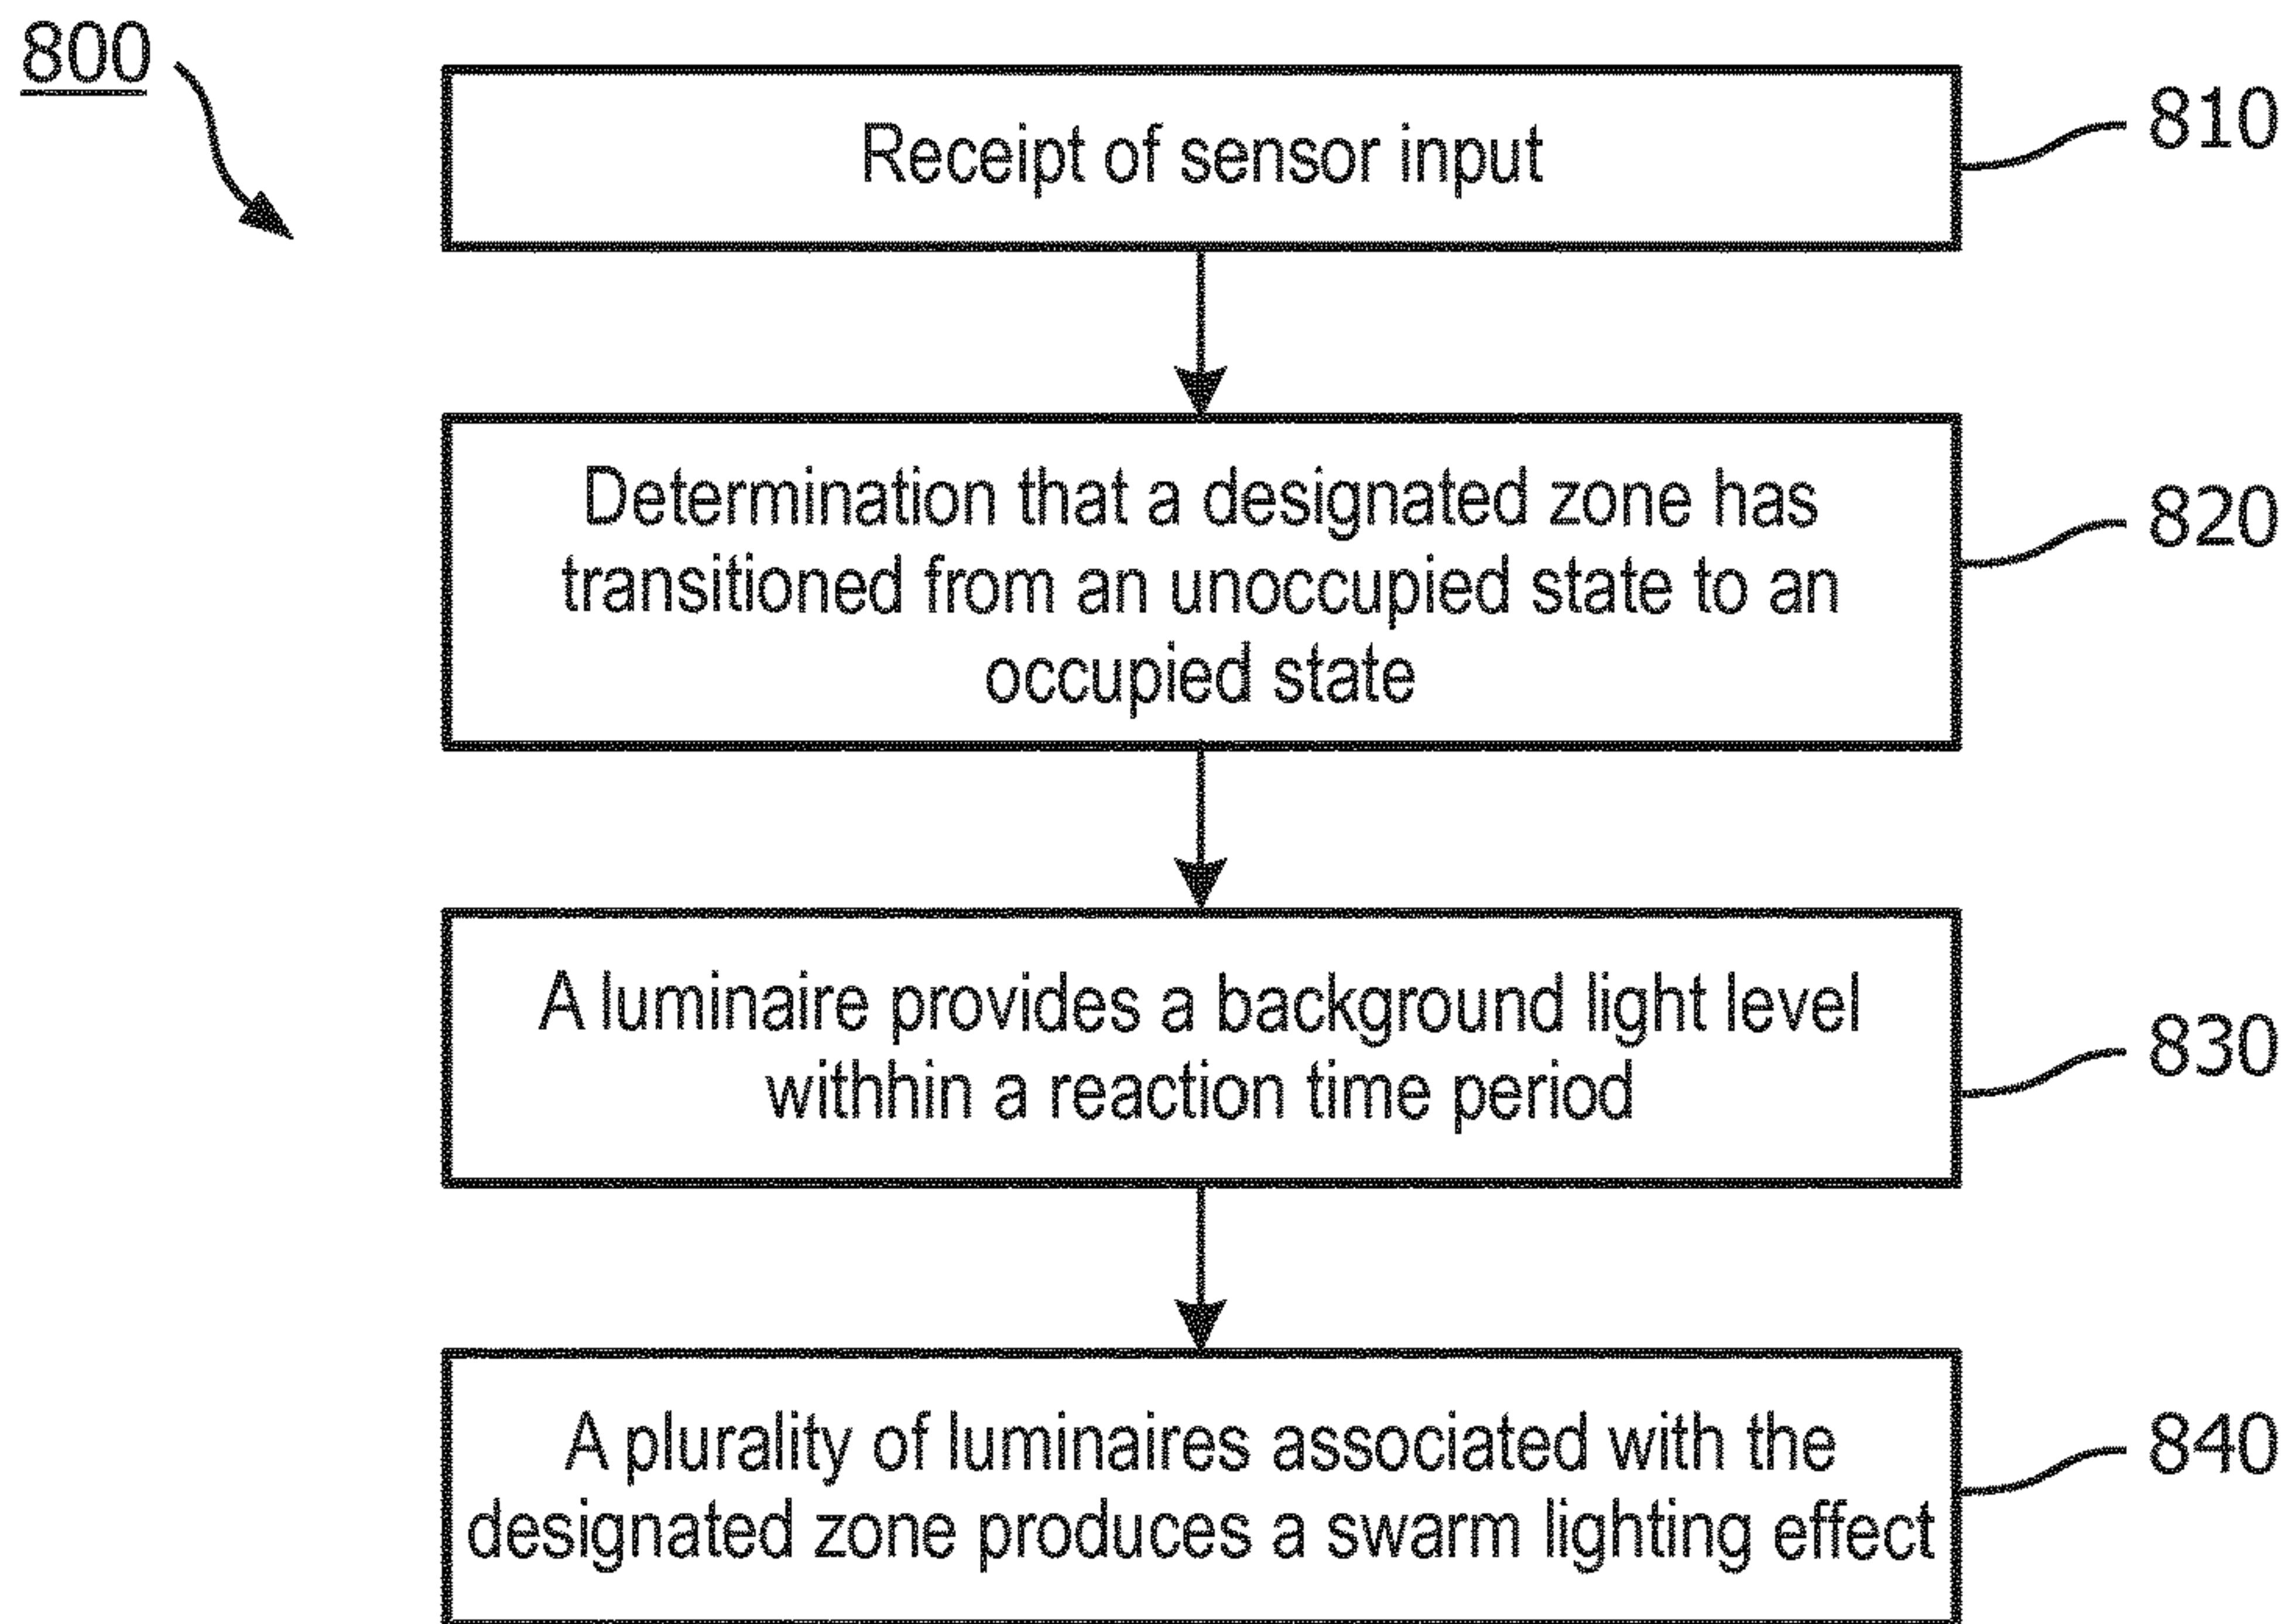 800
Receipt of sensor input
810
Determination that a designated zone has
transitioned from an unoccupied state to an
occupied state
820
A luminaire provides a background light level
withhin a reaction time period
830
A plurality of luminaires associated with the
designated zone produces a swarm lighting effect
840